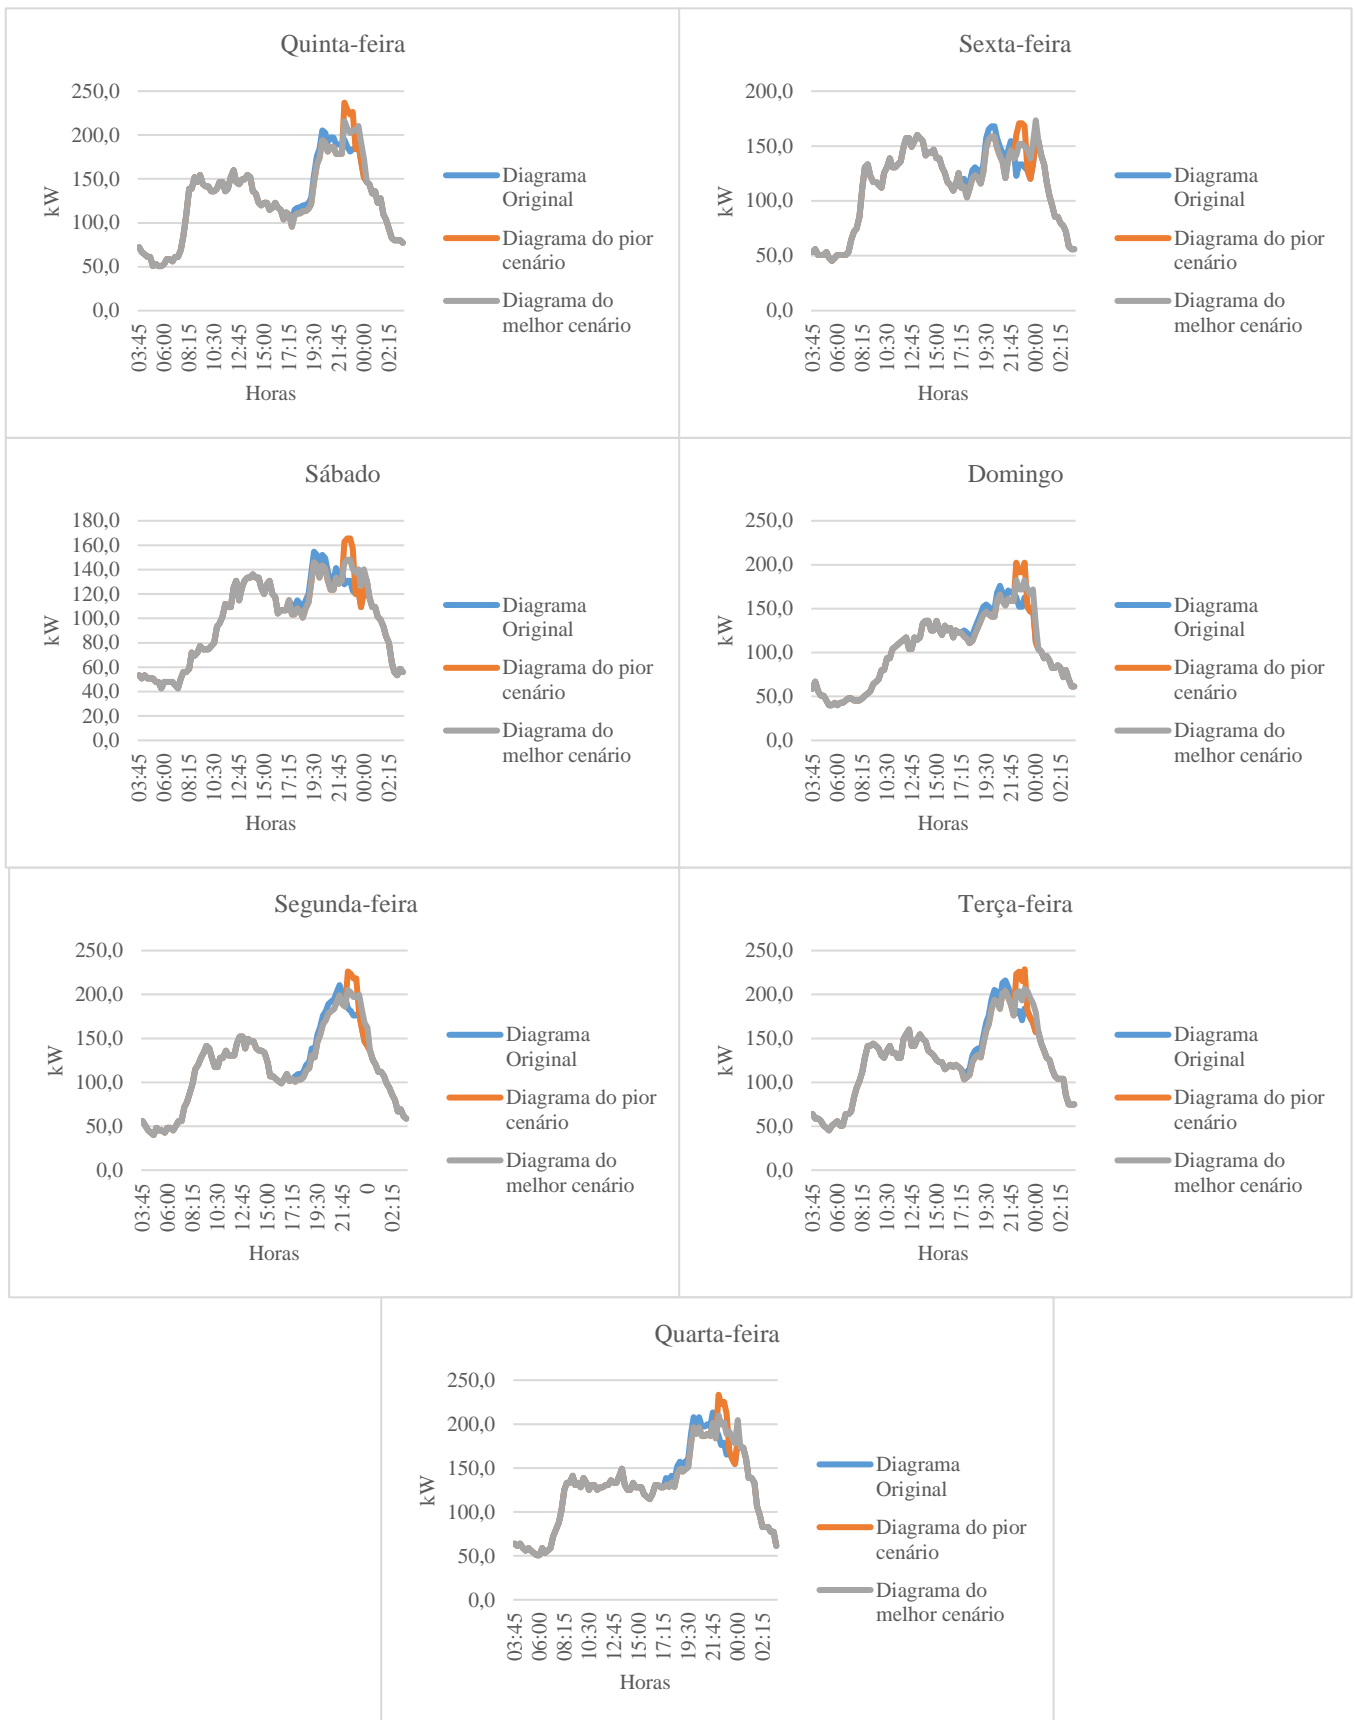 Quinta-feira
250,0
200,0
150,0
100,0
50,0
0,0
kW
03:45
06:00
08:15
10:30
12:45
15:00
17:15
19:30
21:45
00:00
02:15
Horas
Diagrama
Original
Diagrama do pior
cenário
Diagrama do
melhor cenário
Sexta-feira
200,0
150,0
100,0
50,0
0,0
kW
03:45
06:00
08:15
10:30
12:45
15:00
17:15
19:30
21:45
00:00
02:15
Horas
Diagrama
Original
Diagrama do pior
cenário
Diagrama do
melhor cenário
Sábado
180,0
160,0
140,0
120,0
100,0
80,0
60,0
40,0
20,0
0,0
kW
03:45
06:00
08:15
10:30
12:45
15:00
17:15
19:30
21:45
00:00
02:15
Horas
Diagrama
Original
Diagrama do pior
cenário
Diagrama do
melhor cenário
Domingo
250,0
200,0
150,0
100,0
50,0
0,0
kW
03:45
06:00
08:15
10:30
12:45
15:00
17:15
19:30
21:45
00:00
02:15
Horas
Diagrama
Original
Diagrama do pior
cenário
Diagrama do
melhor cenário
Segunda-feira
250,0
200,0
150,0
100,0
50,0
0,0
kW
03:45
06:00
08:15
10:30
12:45
15:00
17:15
19:30
21:45
0
02:15
Horas
Diagrama
Original
Diagrama do pior
cenário
Diagrama do
melhor cenário
Terça-feira
250,0
200,0
150,0
100,0
50,0
0,0
kW
03:45
06:00
08:15
10:30
12:45
15:00
17:15
19:30
21:45
00:00
02:15
Horas
Diagrama
Original
Diagrama do pior
cenário
Diagrama do
melhor cenário
Quarta-feira
250,0
200,0
150,0
100,0
50,0
0,0
kW
03:45
06:00
08:15
10:30
12:45
15:00
17:15
19:30
21:45
00:00
02:15
Horas
Diagrama
Original
Diagrama do pior
cenário
Diagrama do
melhor cenário